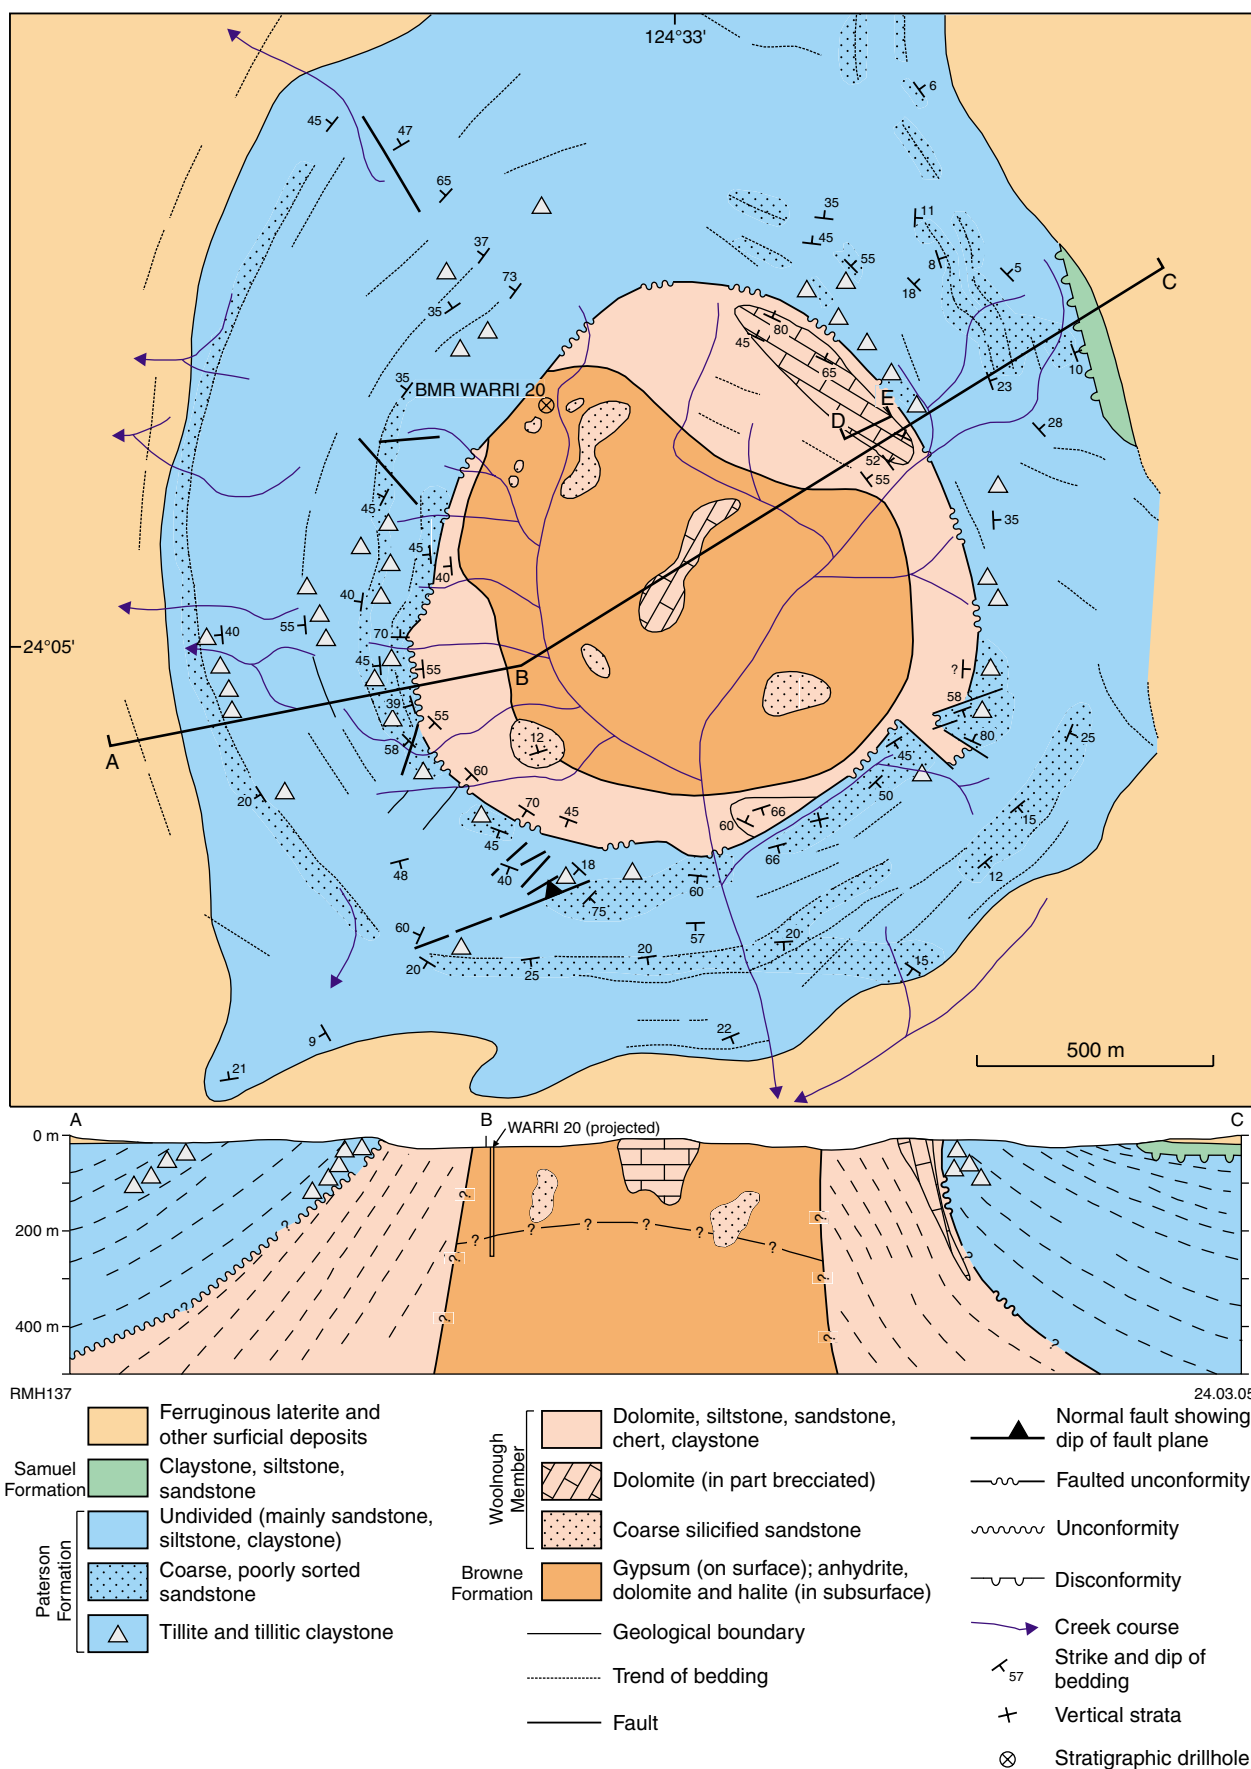 124°33'
6
45
47
65
35
11
45
37
55
8
5
C
73
18
35
80
45
10
65
35
23
BMR WARRI 20
E
D
28
52
55
45
35
45
40
40
55
40
70
24°05'
45
55
?
B
39
58
55
25
12
80
A
58
45
60
50
20
15
70
45
66
60
45
66
12
48
18
40
60
75
60
57
20
20
20
25
15
22
9
21
500 m
A
B
C
0 m
WARRI 20 (projected)
?
?
?
?
?
?
?
?
?
?
200 m
?
?
?
?
?
400 m
?
?
?
RMH137
24.03.05
Ferruginous laterite and
other surficial deposits
Samuel
Formation
Claystone, siltstone,
sandstone
Paterson
Formation
Undivided (mainly sandstone,
siltstone, claystone)
Coarse, poorly sorted
sandstone
Tillite and tillitic claystone
Woolnough
Member
Dolomite, siltstone, sandstone,
chert, claystone
Dolomite (in part brecciated)
Coarse silicified sandstone
Browne
Formation
Gypsum (on surface); anhydrite,
dolomite and halite (in subsurface)
Geological boundary
Trend of bedding
Fault
Normal fault showing
dip of fault plane
Faulted unconformity
Unconformity
Disconformity
Creek course
57
Strike and dip of
bedding
Vertical strata
Stratigraphic drillhole